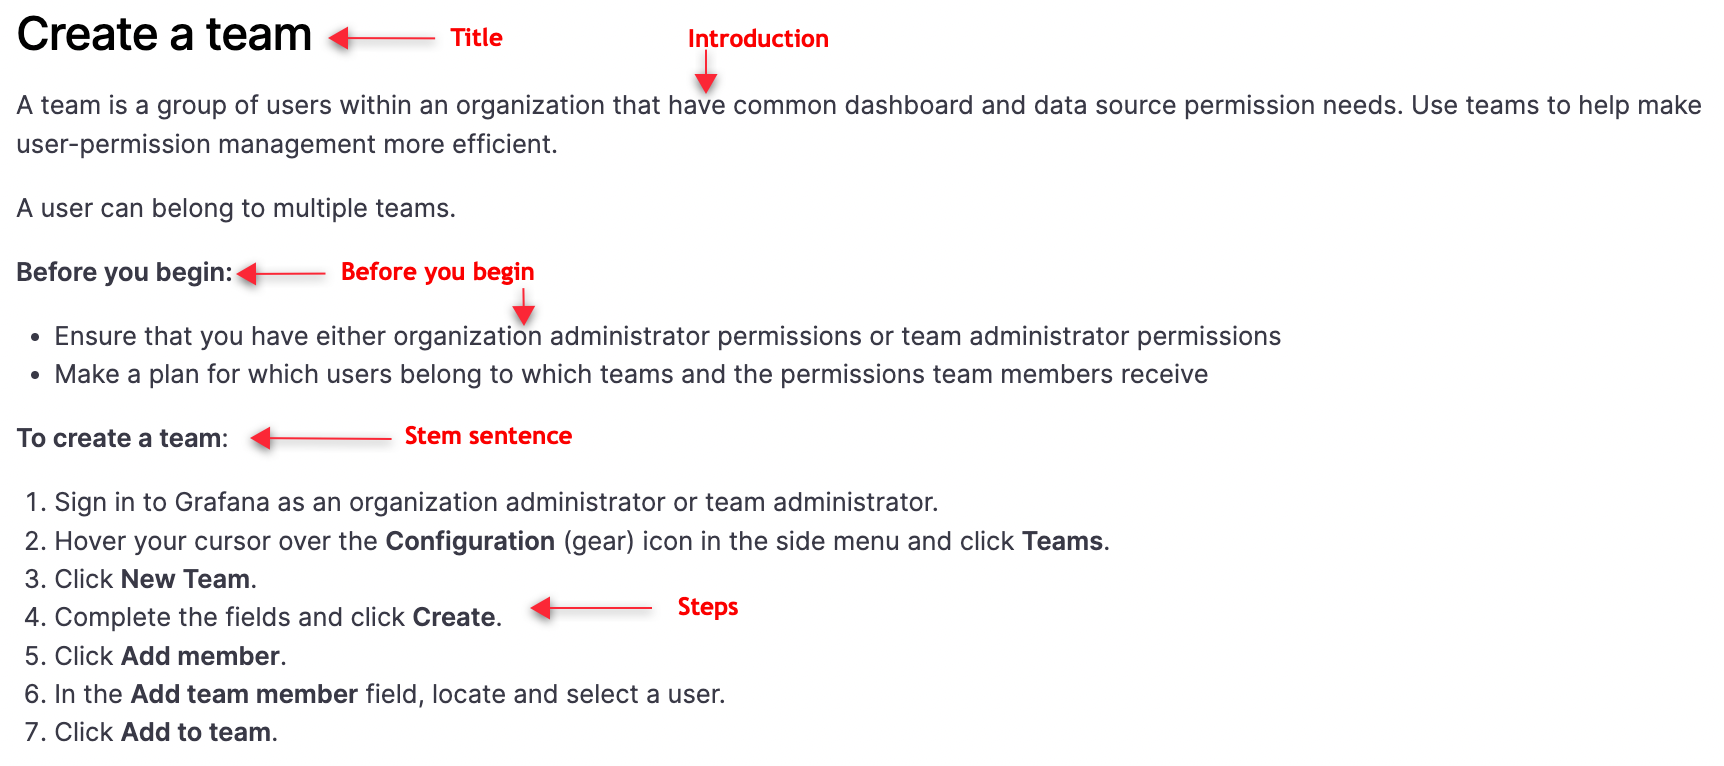 Create a team Title Introduction
A team is a group of users within an organization that have common dashboard and data source permission needs. Use teams to help make
user-permission management more efficient.
A user can belong to multiple teams.
Before you begin: Before you begin
• Ensure that you have either organization administrator permissions or team administrator permissions
• Make a plan for which users belong to which teams and the permissions team members receive
To create a team: Stem sentence
1. Sign in to Grafana as an organization administrator or team administrator.
2. Hover your cursor over the Configuration (gear) icon in the side menu and click Teams.
3. Click New Team.
4. Complete the fields and click Create. Steps
5. Click Add member.
6. In the Add team member field, locate and select a user.
7. Click Add to team.